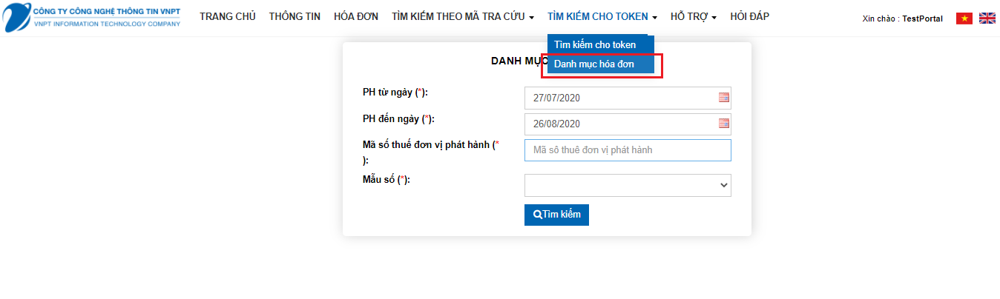 CÔNG TY CÔNG NGHỆ THÔNG TIN VNPT
VNPT INFORMATION TECHNOLOGY COMPANY
TRANG CHỦ THÔNG TIN HÓA ĐƠN TÌM KIẾM THEO MÃ TRA CỨU TÌM KIẾM CHO TOKEN HỖ TRỢ HỎI ĐÁP
Xin chào : TestPortal
Tìm kiếm cho token
Danh mục hóa đơn
DANH MỤC
PH từ ngày (*):
27/07/2020
PH đến ngày (*):
26/08/2020
Mã số thuế đơn vị phát hành (*
):
Mã số thuế đơn vị phát hành
Mẫu số (*):
Tìm kiếm